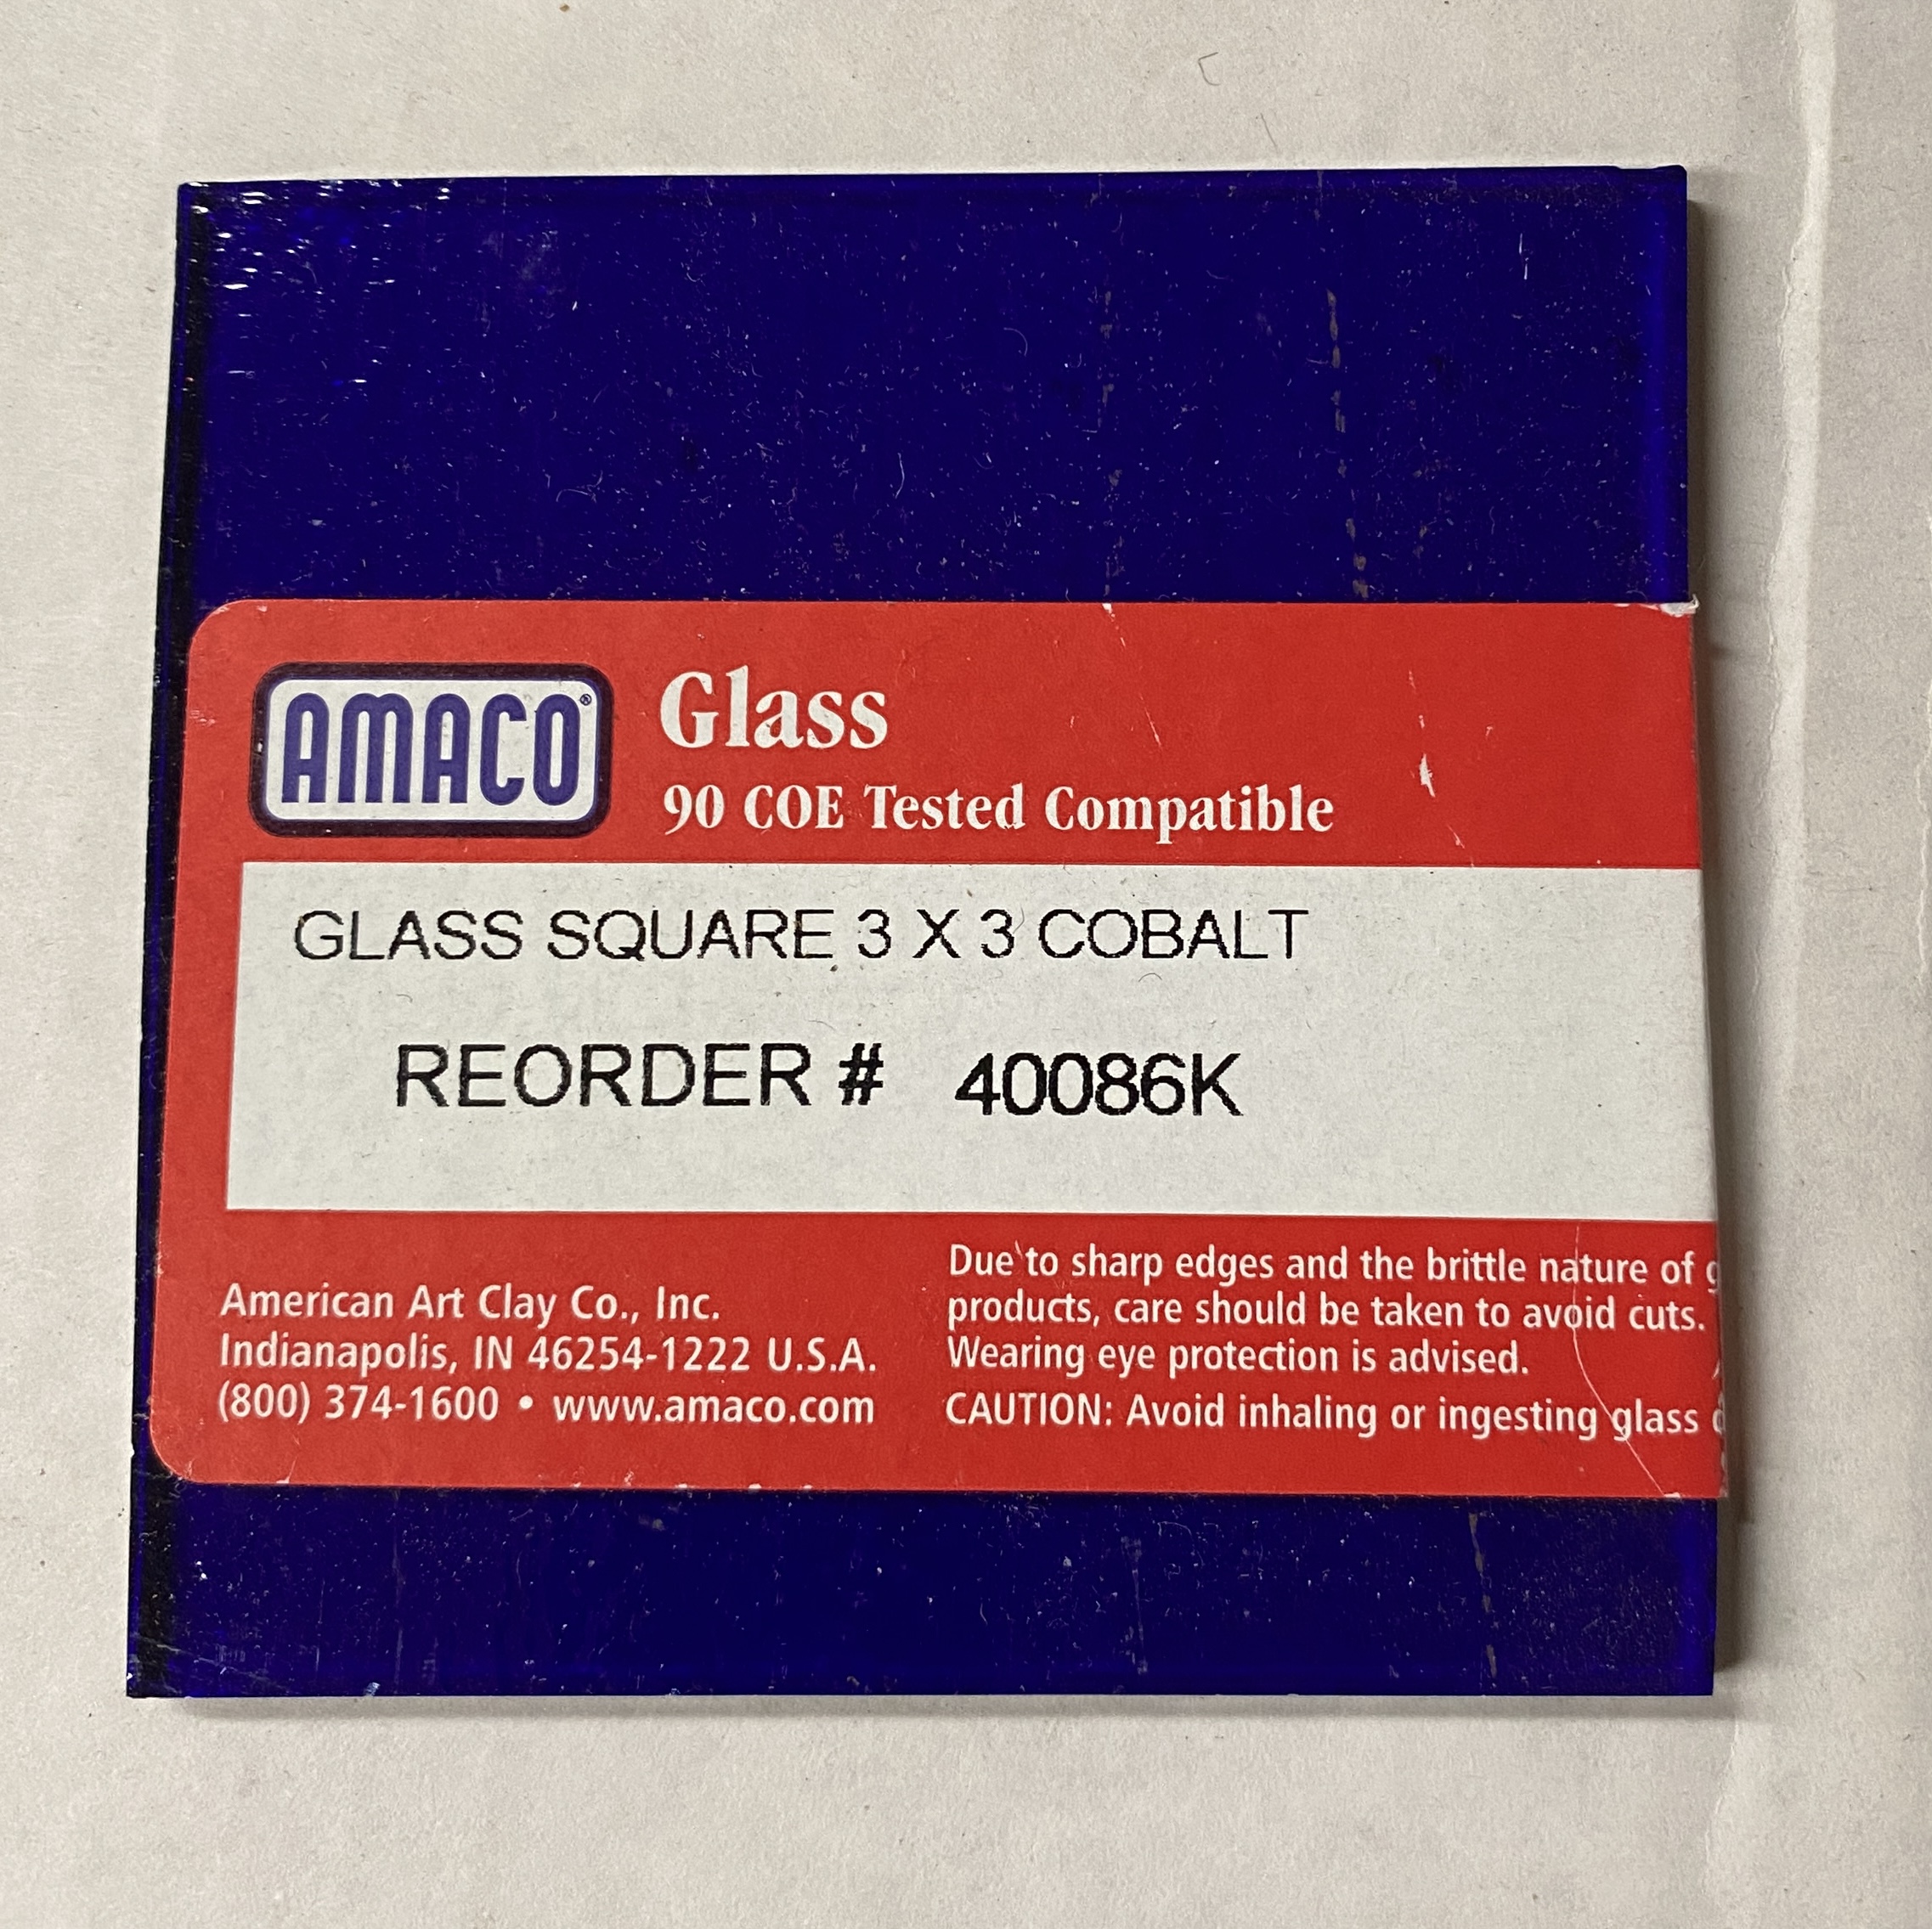 AMACO®
Glass
90 COE Tested Compatible
GLASS SQUARE 3 X 3 COBALT
REORDER # 40086K
American Art Clay Co., Inc.
Indianapolis, IN 46254-1222 U.S.A.
(800) 374-1600 • www.amaco.com
Due to sharp edges and the brittle nature of
products, care should be taken to avoid cuts.
Wearing eye protection is advised.
CAUTION: Avoid inhaling or ingesting glass